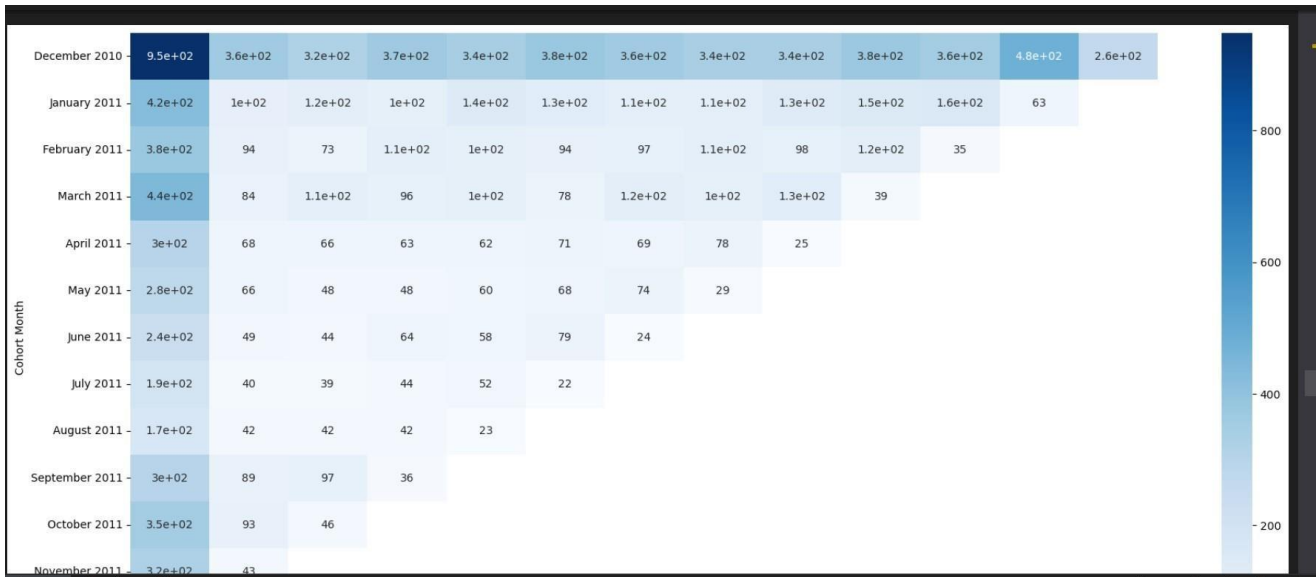 December 2010 9.5e+02 3.6e+02 3.2e+02 3.7e+02 3.4e+02 3.8e+02 3.6e+02 3.4e+02 3.4e+02 3.8e+02 3.6e+02 4.8e+02 2.6e+02
January 2011 4.2e+02 1e+02 1.2e+02 1e+02 1.4e+02 1.3e+02 1.1e+02 1.1e+02 1.3e+02 1.5e+02 1.6e+02 63
February 2011 3.8e+02 94 73 1.1e+02 1e+02 94 97 1.1e+02 98 1.2e+02 35
March 2011 4.4e+02 84 1.1e+02 96 1e+02 78 1.2e+02 1e+02 1.3e+02 39
April 2011 3e+02 68 66 63 62 71 69 78 25
May 2011 2.8e+02 66 48 48 60 68 74 29
June 2011 2.4e+02 49 44 64 58 79 24
July 2011 1.9e+02 40 39 44 52 22
August 2011 1.7e+02 42 42 42 23
September 2011 3e+02 89 97 36
October 2011 3.5e+02 93 46
November 2011 3.2e+02 43
Cohort Month
800
600
400
200